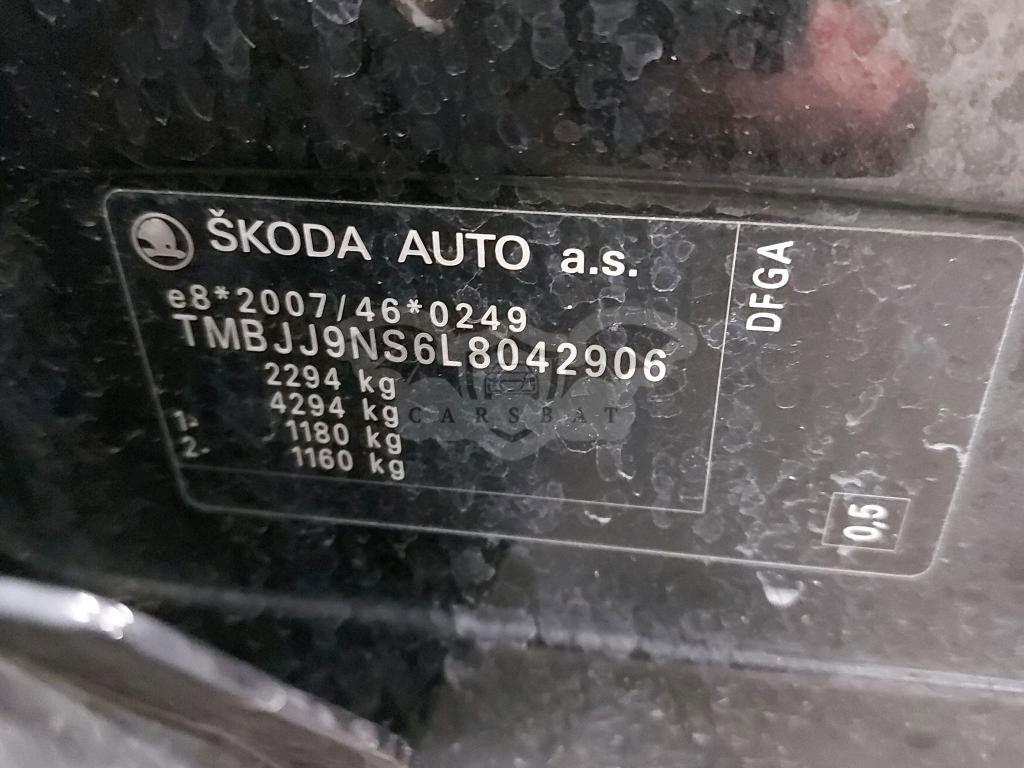 ŠKODA AUTO a.s.
e8*2007/46*0249
TMBJJ9NS6L8042906
2294 kg
4294 kg
1- 1180 kg
2- 1160 kg
DFGA
0,5
CARSBAT